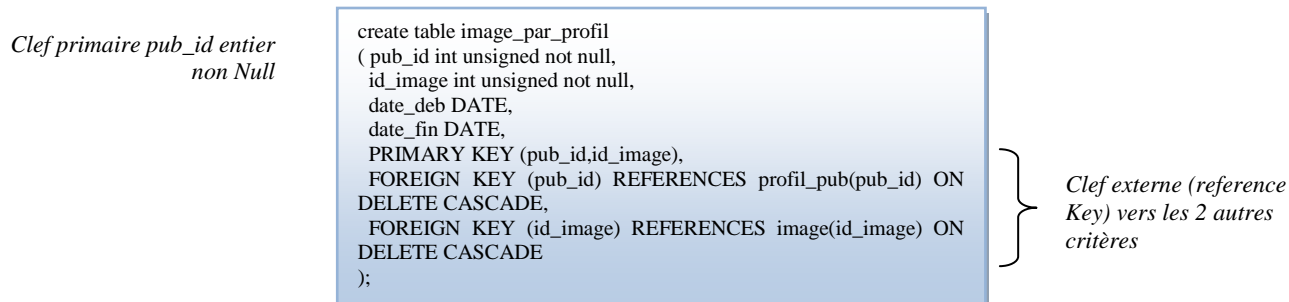 Clef primaire pub_id entier
non Null
create table image_par_profil
( pub_id int unsigned not null,
id_image int unsigned not null,
date_deb DATE,
date_fin DATE,
PRIMARY KEY (pub_id,id_image),
FOREIGN KEY (pub_id) REFERENCES profil_pub(pub_id) ON
DELETE CASCADE,
FOREIGN KEY (id_image) REFERENCES image(id_image) ON
DELETE CASCADE
);
Clef externe (reference
Key) vers les 2 autres
critères